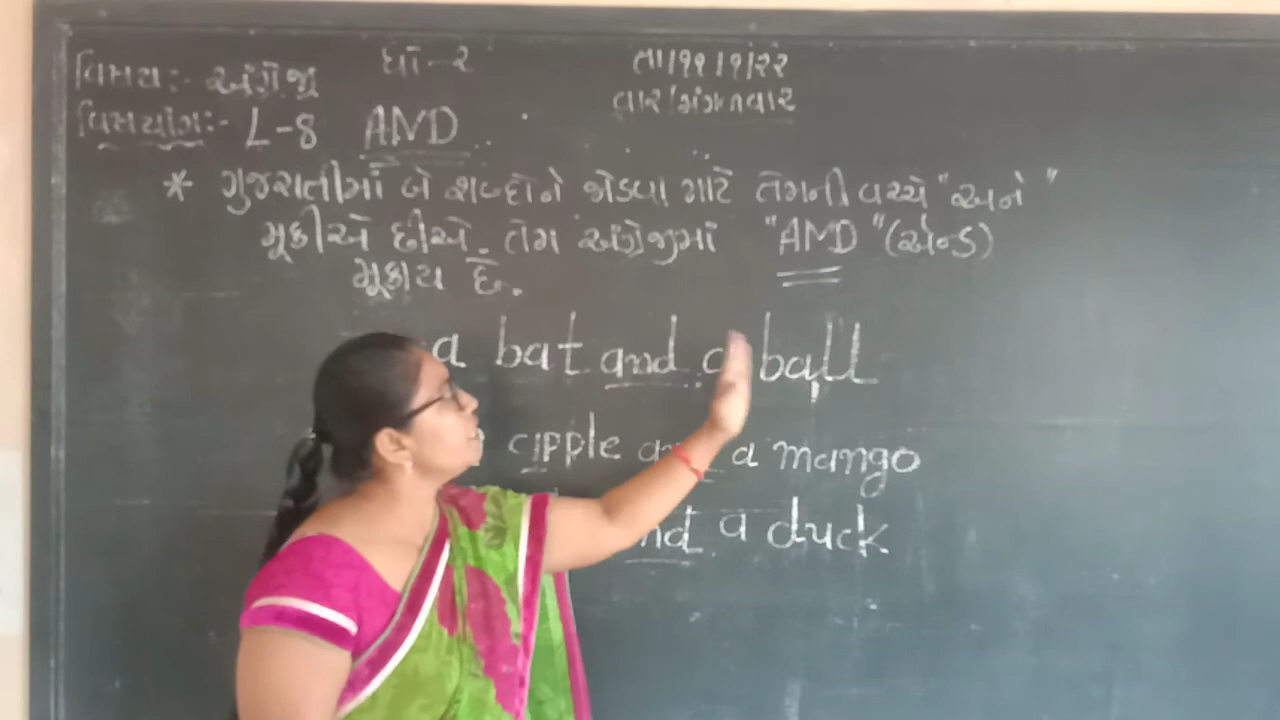 વિષય:- અંગ્રેજી ધો-૨ તા/૧૧/૧/૨૨
વિષયાંગ:- L-8 AND વાર/મંગળવાર
* ગુજરાતીમાં બે શબ્દોને જોડવા માટે તેમની વચ્ચે "અને"
મૂકીએ છીએ. તેમ અંગ્રેજીમાં "AND" (એન્ડ)
મૂકાય છે.
a bat and a ball
apple a mango
a duck